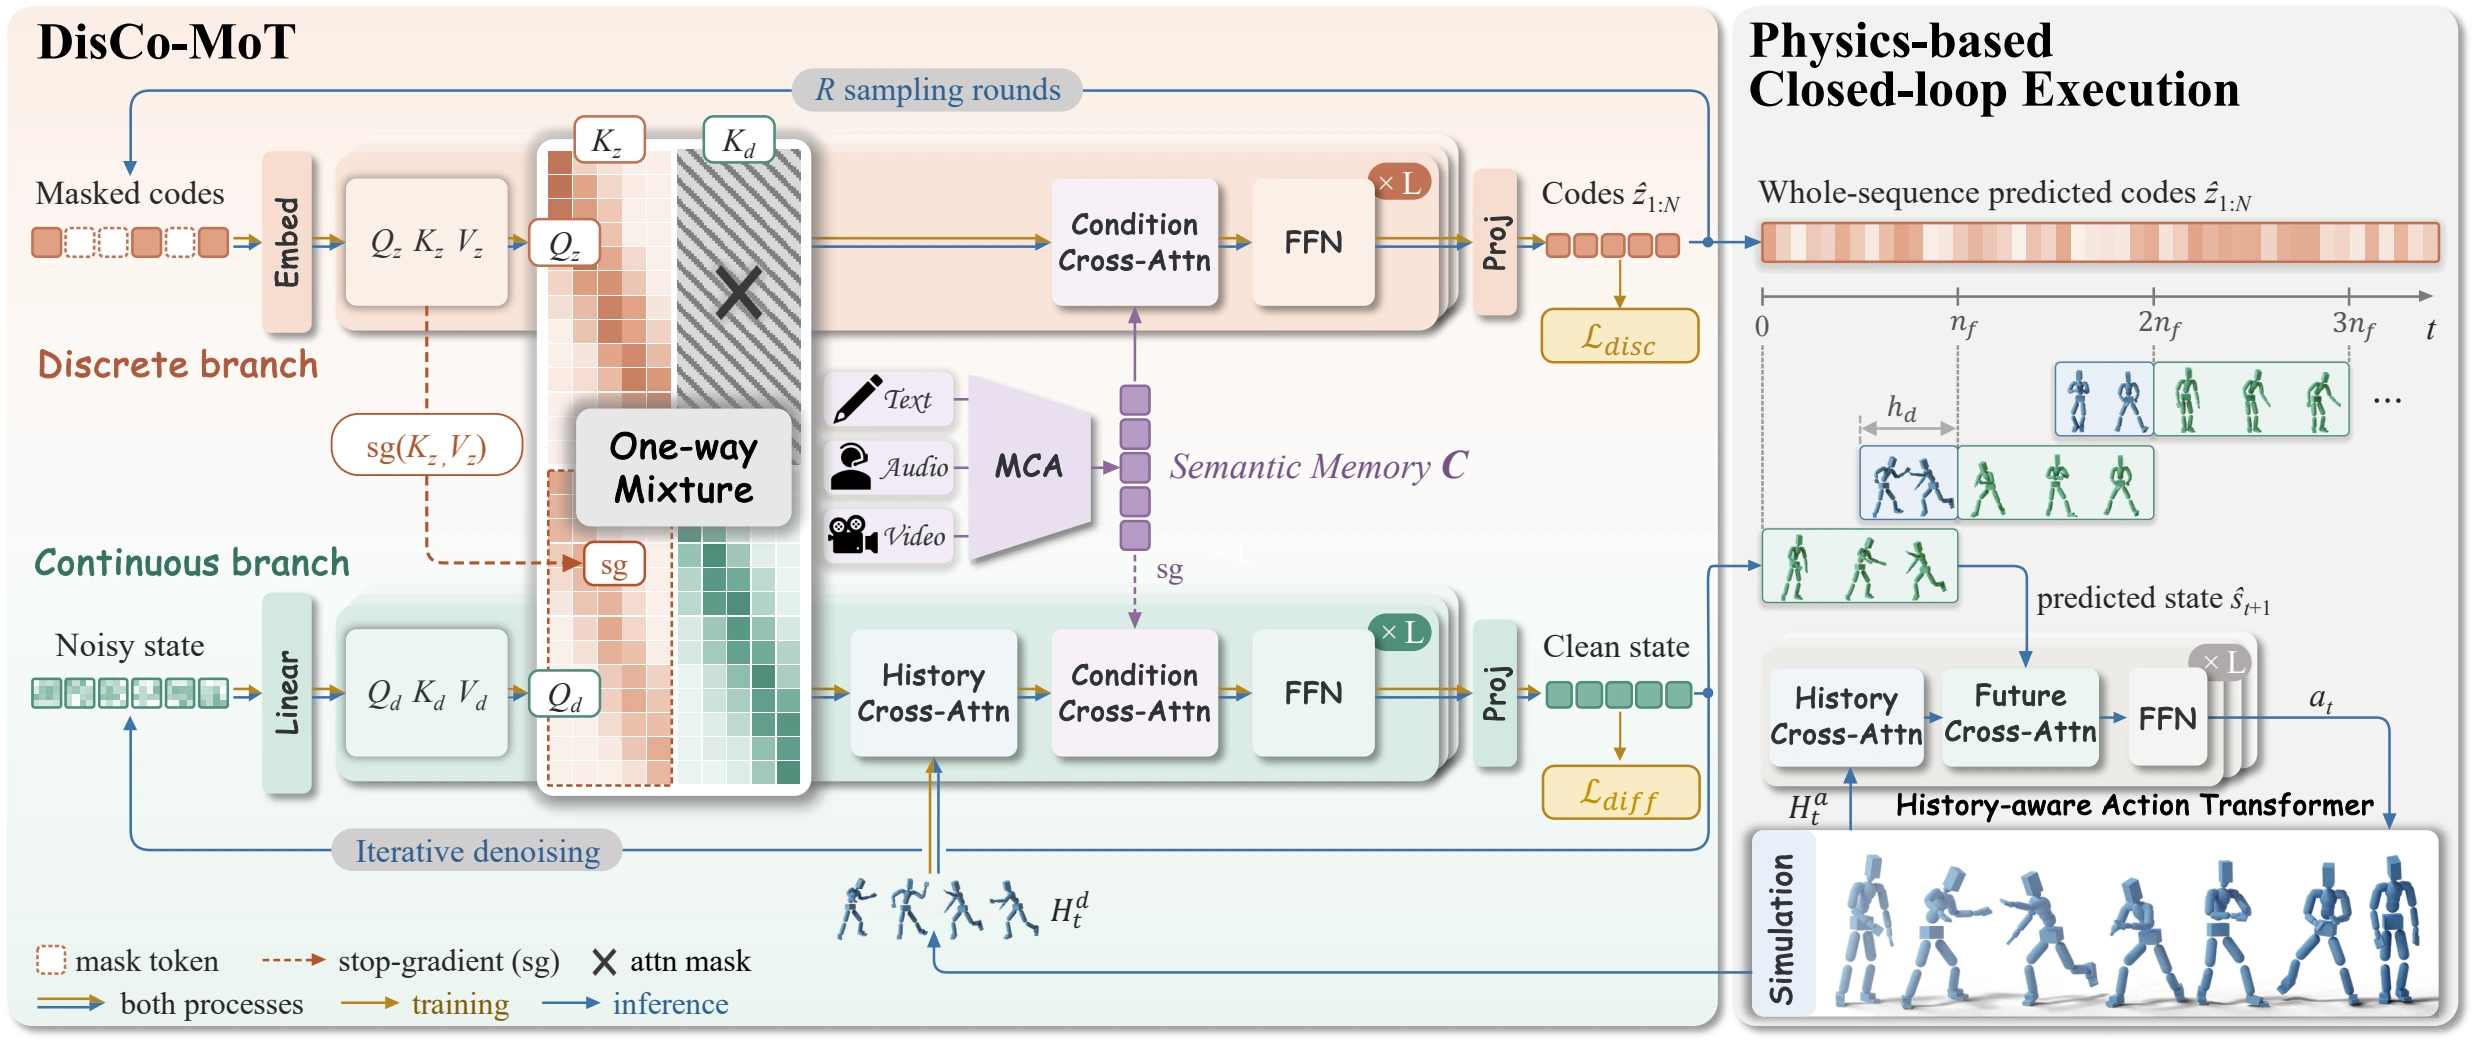 DisCo-MoT
R sampling rounds
Masked codes
Embed
Q_z K_z V_z
Q_z
K_z
K_d
Condition
Cross-Attn
FFN
× L
Proj
Codes ẑ_{1:N}
ℒ_{disc}
Discrete branch
sg(K_z, V_z)
One-way
Mixture
sg
Text
Audio
Video
MCA
Semantic Memory C
sg
Continuous branch
Noisy state
Linear
Q_d K_d V_d
Q_d
History
Cross-Attn
Condition
Cross-Attn
FFN
× L
Proj
Clean state
ℒ_{diff}
Iterative denoising
H_t^d
mask token
stop-gradient (sg)
attn mask
both processes
training
inference
Physics-based
Closed-loop Execution
Whole-sequence predicted codes ẑ_{1:N}
0
n_f
2n_f
3n_f
t
h_d
...
predicted state ŝ_{t+1}
× L
History
Cross-Attn
Future
Cross-Attn
FFN
a_t
H_t^a
History-aware Action Transformer
Simulation